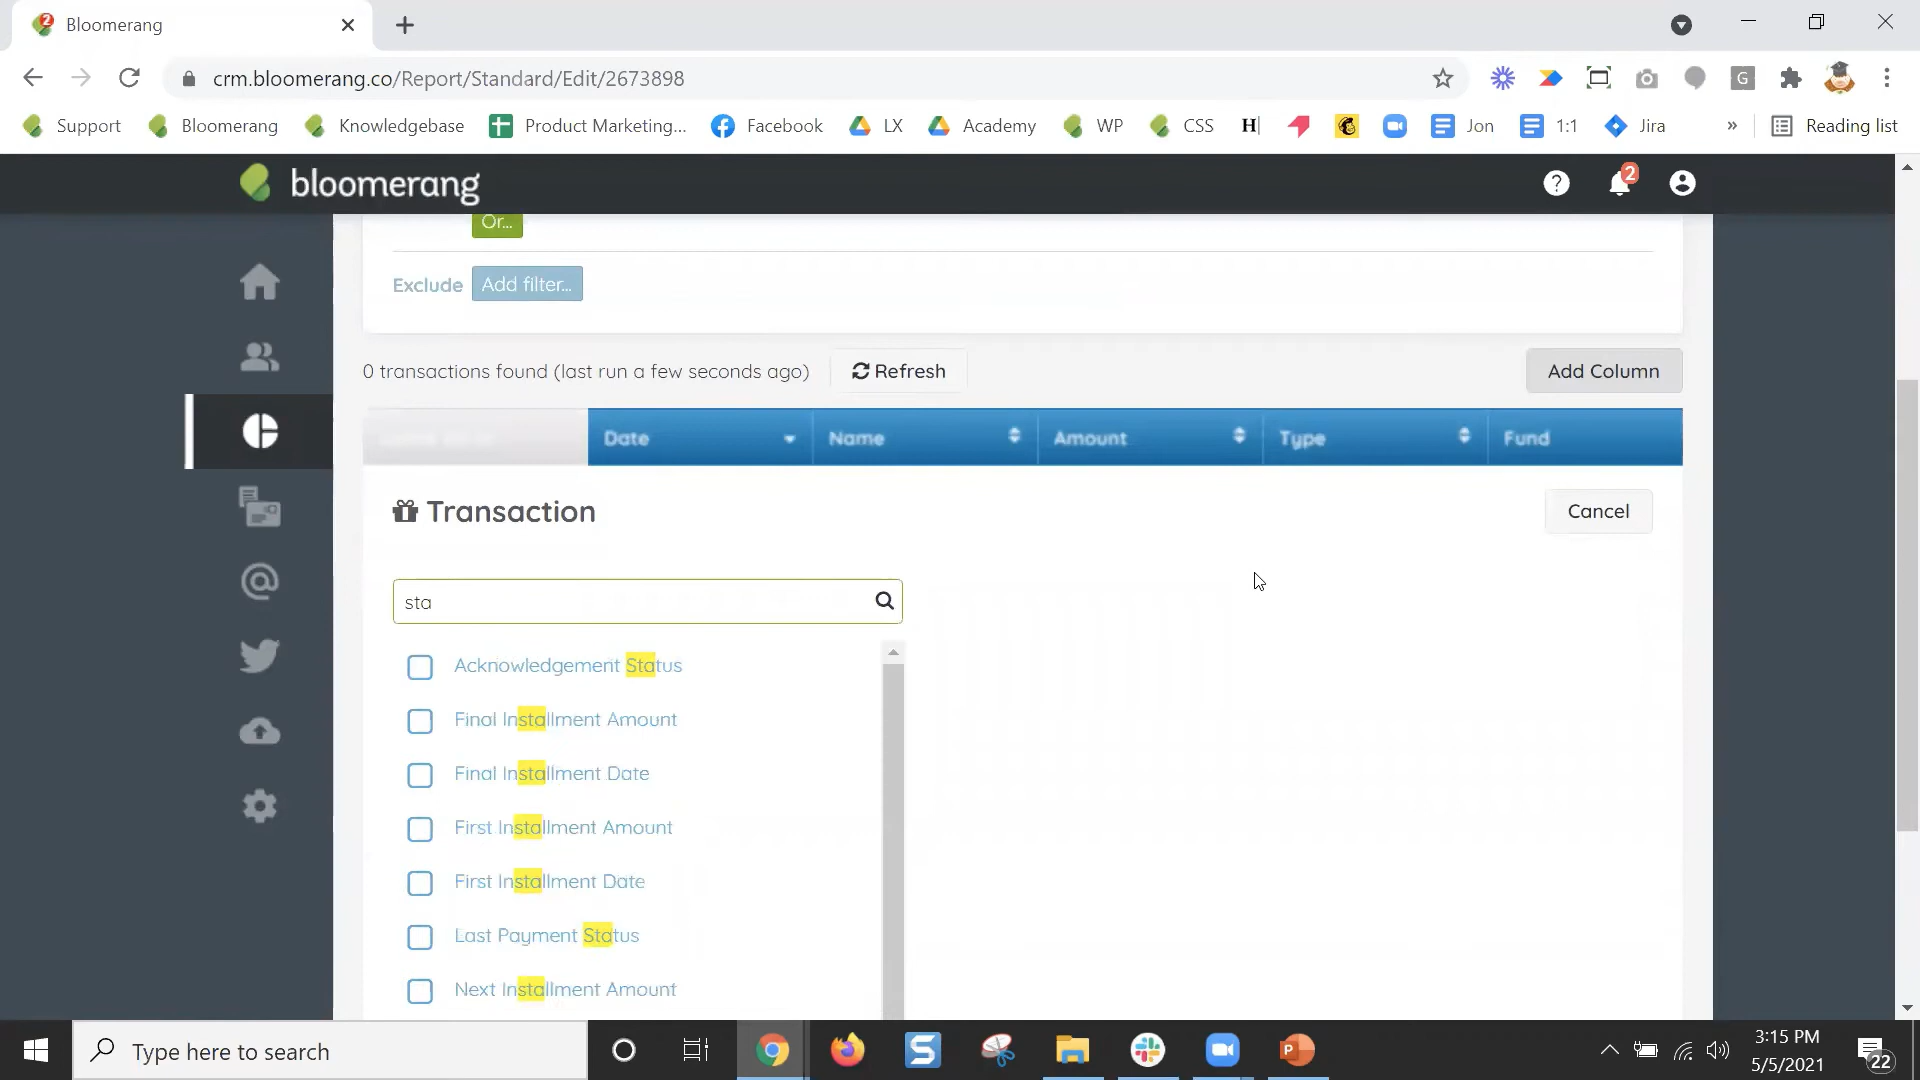 Bloomerang
crm.bloomerang.co/Report/Standard/Edit/2673898
G
Support
Bloomerang
Knowledgebase
Product Marketing...
Facebook
LX
Academy
WP
CSS
H
Jon
1:1
Jira
»
Reading list
bloomerang
?
2
Or...
Exclude
Add filter...
0 transactions found (last run a few seconds ago)
Refresh
Add Column
Date
Name
Amount
Type
Fund
Transaction
Cancel
sta
Acknowledgement Status
Final Installment Amount
Final Installment Date
First Installment Amount
First Installment Date
Last Payment Status
Next Installment Amount
Type here to search
S
P
3:15 PM
5/5/2021
22